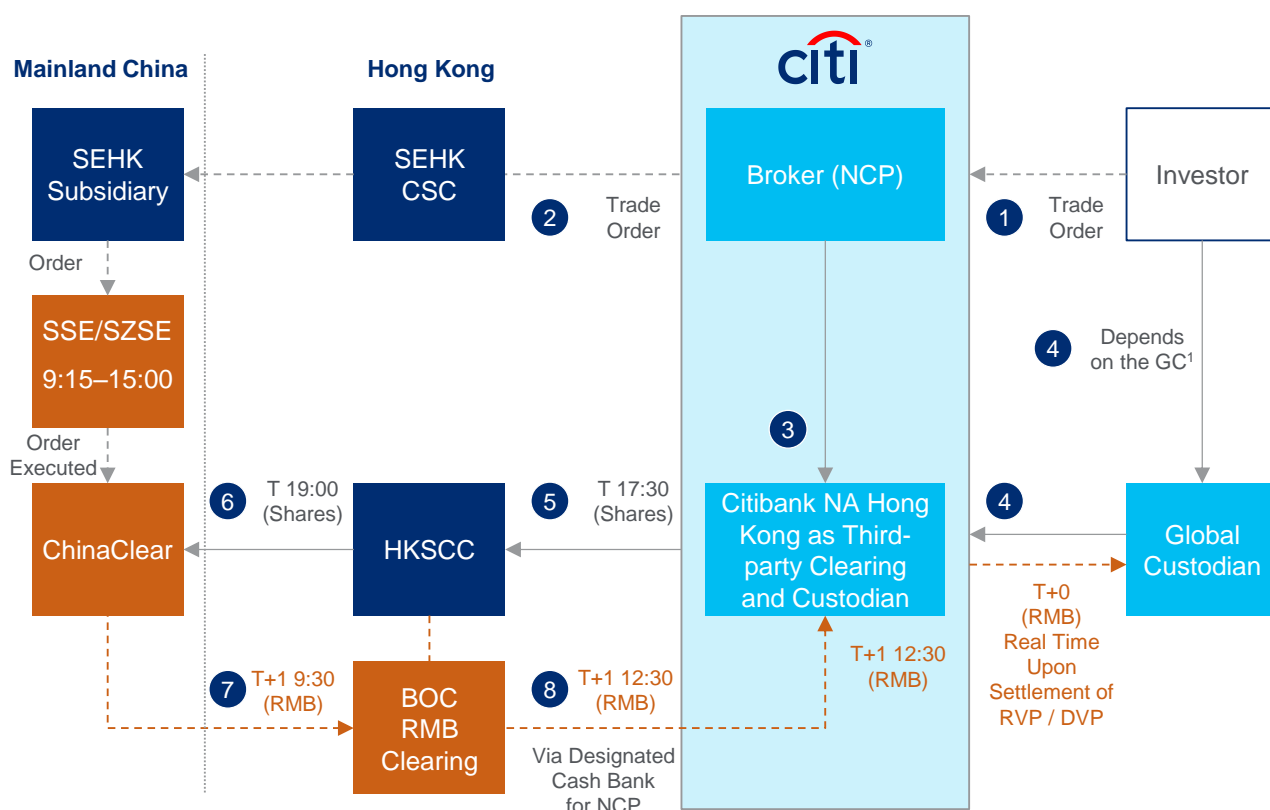 citi®
Mainland China
Hong Kong
SEHK
Subsidiary
SEHK
CSC
Broker (NCP)
Investor
2
Trade
Order
1
Trade
Order
Order
SSE/SZSE
9:15–15:00
4
Depends
on the GC1
3
Order
Executed
6
T 19:00
(Shares)
5
T 17:30
(Shares)
4
ChinaClear
HKSCC
Citibank NA Hong
Kong as Third-
party Clearing
and Custodian
Global
Custodian
T+0
(RMB)
Real Time
Upon
Settlement of
RVP / DVP
7
T+1 9:30
(RMB)
BOC
RMB
Clearing
8
T+1 12:30
(RMB)
T+1 12:30
(RMB)
Via Designated
Cash Bank
for NCP